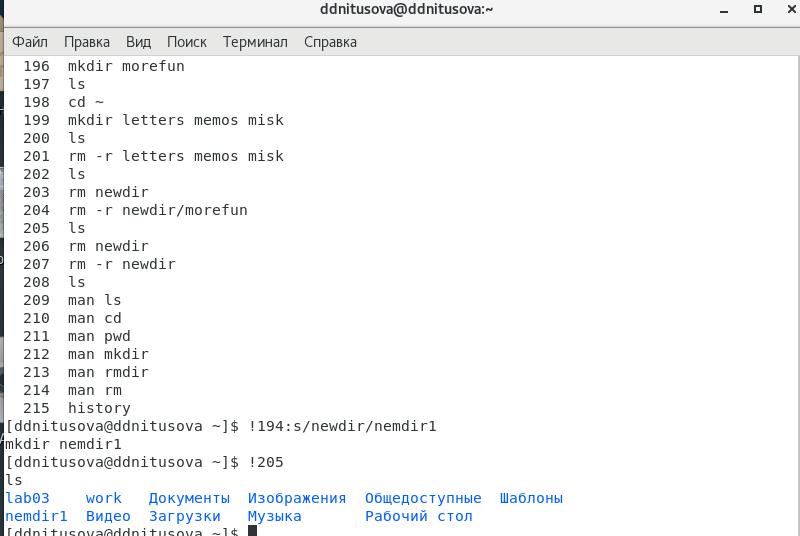 ddnitusova@ddnitusova:~
Файл Правка Вид Поиск Терминал Справка
196 mkdir morefun
197 ls
198 cd ~
199 mkdir letters memos misk
200 ls
201 rm -r letters memos misk
202 ls
203 rm newdir
204 rm -r newdir/morefun
205 ls
206 rm newdir
207 rm -r newdir
208 ls
209 man ls
210 man cd
211 man pwd
212 man mkdir
213 man rmdir
214 man rm
215 history
[ddnitusova@ddnitusova ~]$ !194:s/newdir/nemdir1
mkdir nemdir1
[ddnitusova@ddnitusova ~]$ !205
ls
lab03 work Документы Изображения Общедоступные Шаблоны
nemdir1 Видео Загрузки Музыка Рабочий стол
[ddnitusova@ddnitusova ~]$